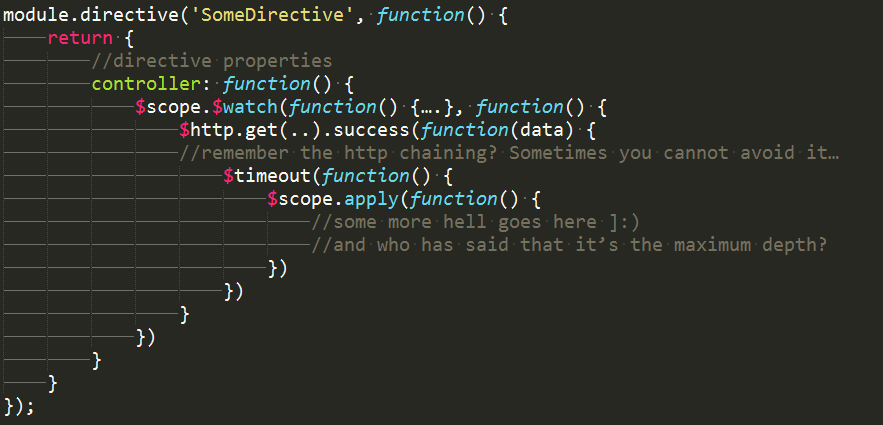 module.directive('SomeDirective', function() {
    return {
        //directive properties
        controller: function() {
            $scope.$watch(function() {….}, function() {
                $http.get(..).success(function(data) {
                //remember the http chaining? Sometimes you cannot avoid it…
                    $timeout(function() {
                        $scope.apply(function() {
                            //some more hell goes here ]:)
                            //and who has said that it’s the maximum depth?
                        })
                    })
                }
            })
        }
    }
});